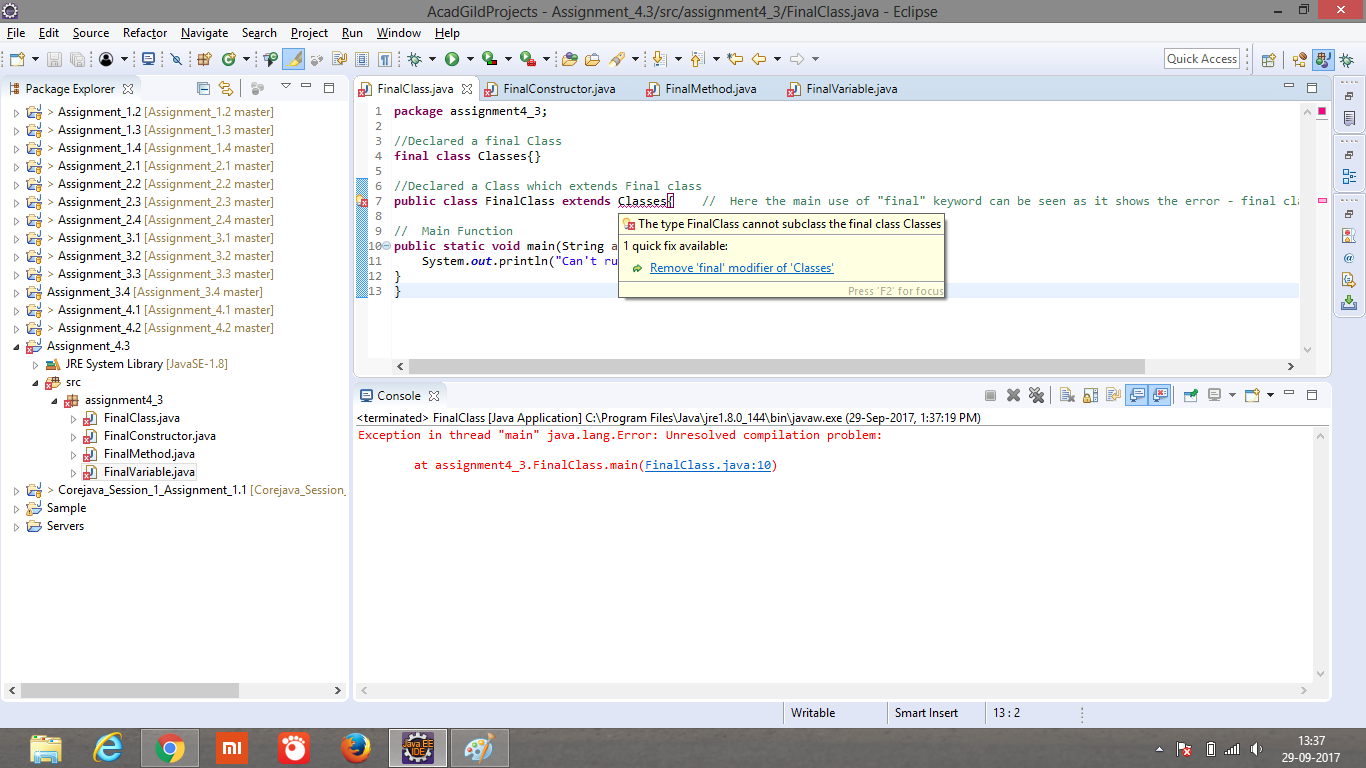 AcadGildProjects - Assignment_4.3/src/assignment4_3/FinalClass.java - Eclipse
File Edit Source Refactor Navigate Search Project Run Window Help
Quick Access
Package Explorer
> Assignment_1.2 [Assignment_1.2 master]
> Assignment_1.3 [Assignment_1.3 master]
> Assignment_1.4 [Assignment_1.4 master]
> Assignment_2.1 [Assignment_2.1 master]
> Assignment_2.2 [Assignment_2.2 master]
> Assignment_2.3 [Assignment_2.3 master]
> Assignment_2.4 [Assignment_2.4 master]
> Assignment_3.1 [Assignment_3.1 master]
> Assignment_3.2 [Assignment_3.2 master]
> Assignment_3.3 [Assignment_3.3 master]
Assignment_3.4 [Assignment_3.4 master]
> Assignment_4.1 [Assignment_4.1 master]
> Assignment_4.2 [Assignment_4.2 master]
Assignment_4.3
JRE System Library [JavaSE-1.8]
src
assignment4_3
FinalClass.java
FinalConstructor.java
FinalMethod.java
FinalVariable.java
> Corejava_Session_1_Assignment_1.1 [Corejava_Session_
Sample
Servers
FinalClass.java FinalConstructor.java FinalMethod.java FinalVariable.java
1 package assignment4_3;
2
3 //Declared a final Class
4 final class Classes{}
5
6 //Declared a Class which extends Final class
7 public class FinalClass extends Classes{ // Here the main use of "final" keyword can be seen as it shows the error - final cla
8
9 // Main Function
10 public static void main(String a
11 System.out.println("Can't ru
12 }
13 }
The type FinalClass cannot subclass the final class Classes
1 quick fix available:
Remove 'final' modifier of 'Classes'
Press 'F2' for focus
Console
<terminated> FinalClass [Java Application] C:\Program Files\Java\jre1.8.0_144\bin\javaw.exe (29-Sep-2017, 1:37:19 PM)
Exception in thread "main" java.lang.Error: Unresolved compilation problem:
at assignment4_3.FinalClass.main(FinalClass.java:10)
Writable Smart Insert 13 : 2
mi
Java EE
IDE
13:37
29-09-2017